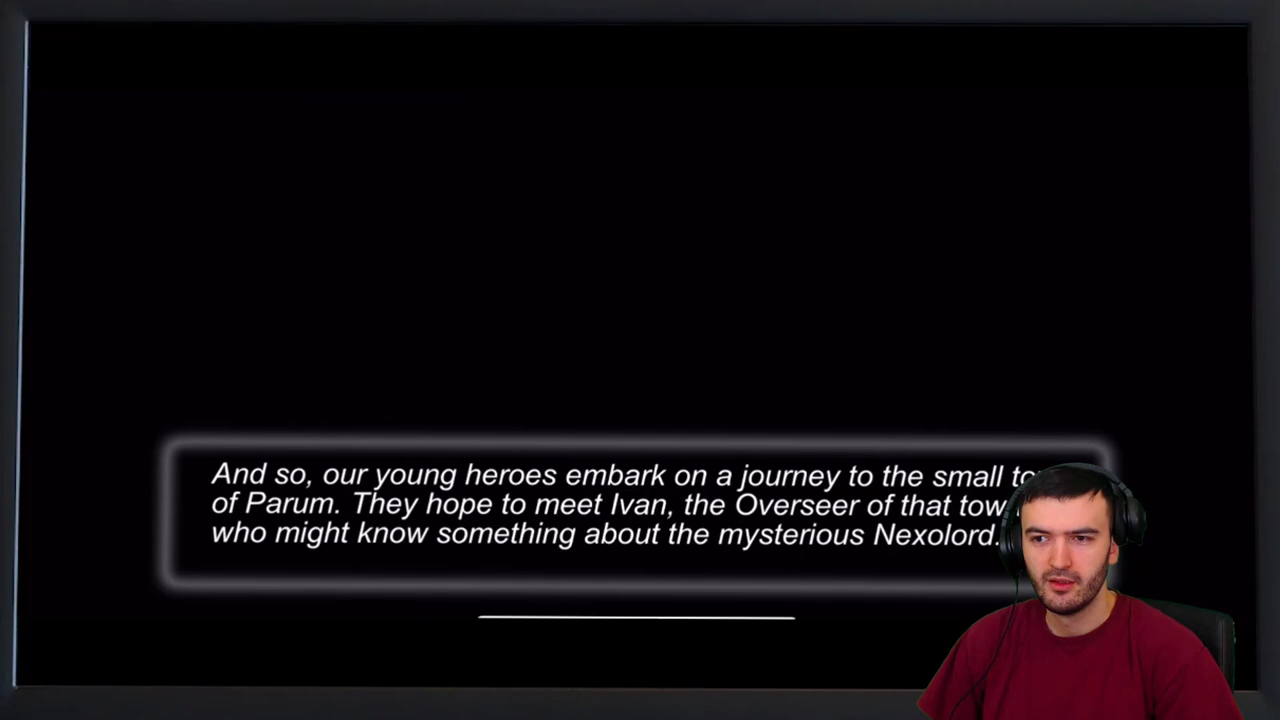 And so, our young heroes embark on a journey to the small
of Parum. They hope to meet Ivan, the Overseer of that
who might know something about the mysterious Nexolord.